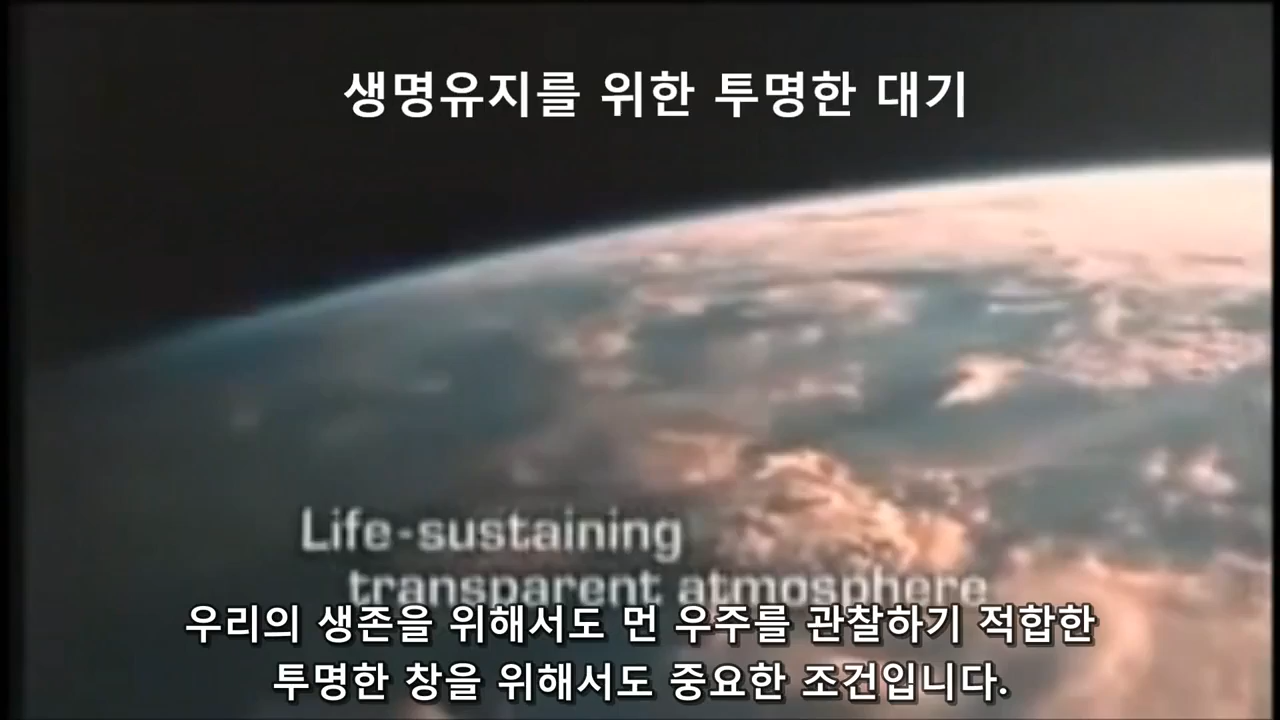 생명유지를 위한 투명한 대기
Life-sustaining
transparent atmosphere
우리의 생존을 위해서도 먼 우주를 관찰하기 적합한
투명한 창을 위해서도 중요한 조건입니다.